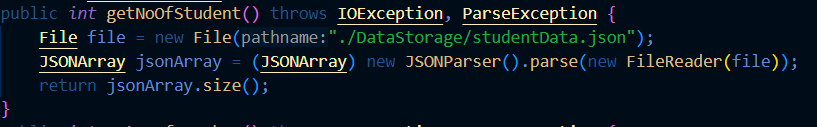 public int getNoOfStudent() throws IOException, ParseException {
File file = new File(pathname:"./DataStorage/studentData.json");
JSONArray jsonArray = (JSONArray) new JSONParser().parse(new FileReader(file));
return jsonArray.size();
}